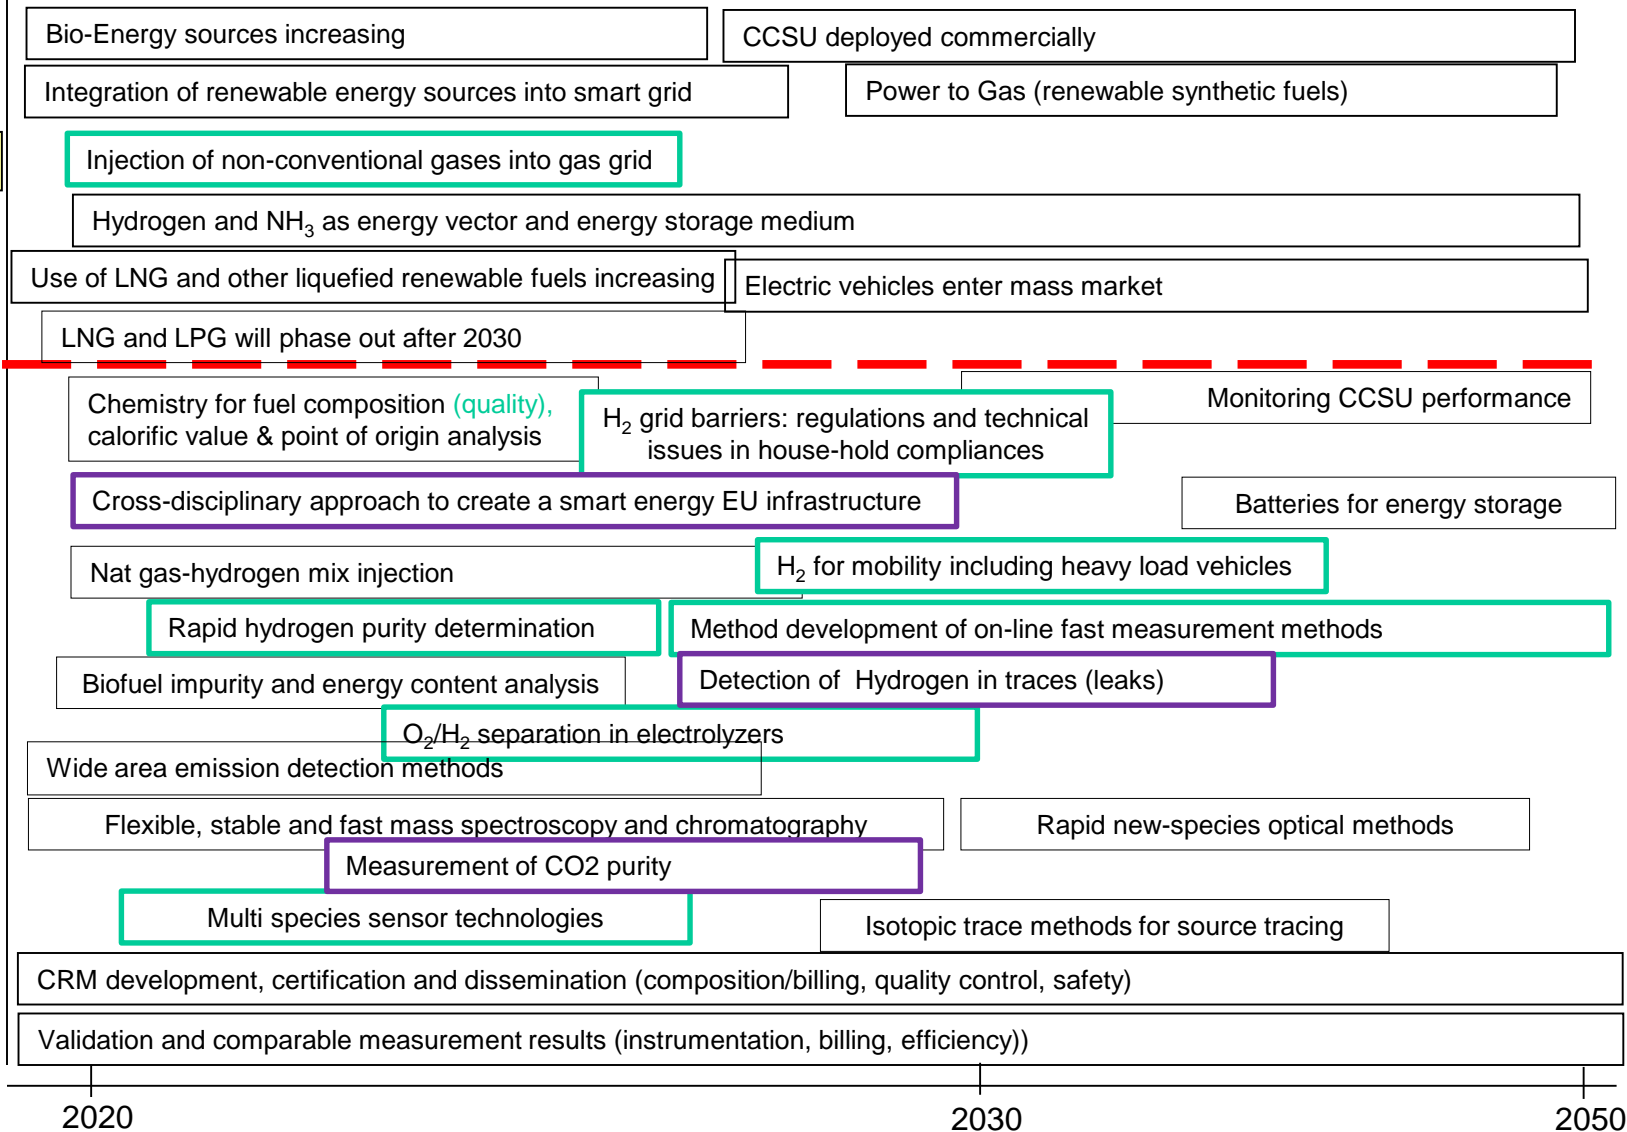 Bio-Energy sources increasing
CCSU deployed commercially
Integration of renewable energy sources into smart grid
Power to Gas (renewable synthetic fuels)
Injection of non-conventional gases into gas grid
Hydrogen and NH₃ as energy vector and energy storage medium
Use of LNG and other liquefied renewable fuels increasing
Electric vehicles enter mass market
LNG and LPG will phase out after 2030
Chemistry for fuel composition (quality),
calorific value & point of origin analysis
H₂ grid barriers: regulations and technical
issues in house-hold compliances
Monitoring CCSU performance
Cross-disciplinary approach to create a smart energy EU infrastructure
Batteries for energy storage
Nat gas-hydrogen mix injection
H₂ for mobility including heavy load vehicles
Rapid hydrogen purity determination
Method development of on-line fast measurement methods
Biofuel impurity and energy content analysis
Detection of Hydrogen in traces (leaks)
O₂/H₂ separation in electrolyzers
Wide area emission detection methods
Flexible, stable and fast mass spectroscopy and chromatography
Rapid new-species optical methods
Measurement of CO2 purity
Multi species sensor technologies
Isotopic trace methods for source tracing
CRM development, certification and dissemination (composition/billing, quality control, safety)
Validation and comparable measurement results (instrumentation, billing, efficiency))
2020
2030
2050